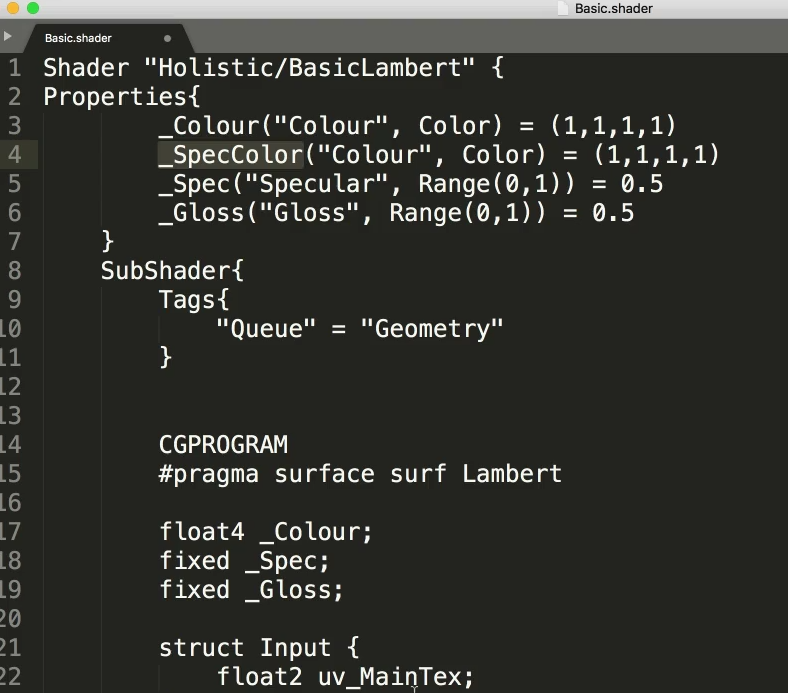 Basic.shader
Basic.shader
1 Shader "Holistic/BasicLambert" {
2 Properties{
3 _Colour("Colour", Color) = (1,1,1,1)
4 _SpecColor("Colour", Color) = (1,1,1,1)
5 _Spec("Specular", Range(0,1)) = 0.5
6 _Gloss("Gloss", Range(0,1)) = 0.5
7 }
8 SubShader{
9 Tags{
10 "Queue" = "Geometry"
11 }
12
13
14 CGPROGRAM
15 #pragma surface surf Lambert
16
17 float4 _Colour;
18 fixed _Spec;
19 fixed _Gloss;
20
21 struct Input {
22 float2 uv_MainTex;